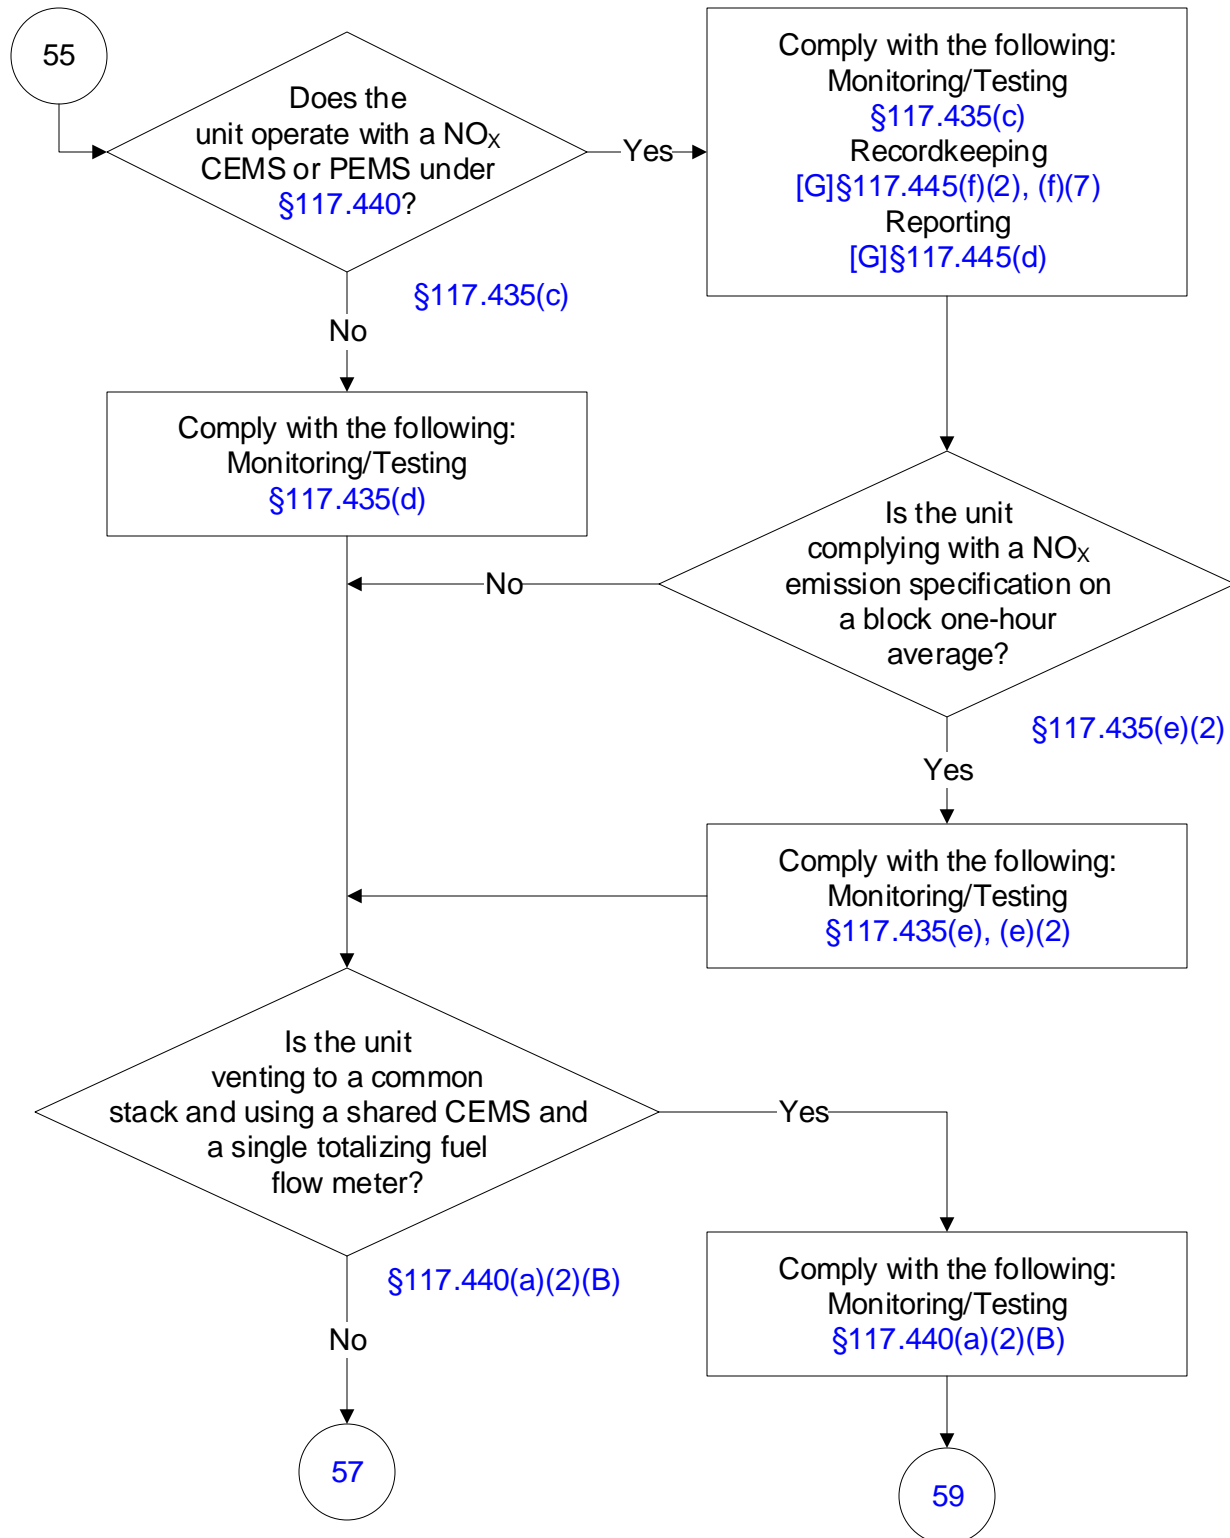 55
Does the
unit operate with a NOX
CEMS or PEMS under
§117.440?
Yes
Comply with the following:
Monitoring/Testing
§117.435(c)
Recordkeeping
[G]§117.445(f)(2), (f)(7)
Reporting
[G]§117.445(d)
§117.435(c)
No
Comply with the following:
Monitoring/Testing
§117.435(d)
Is the unit
complying with a NOX
emission specification on
a block one-hour
average?
No
§117.435(e)(2)
Yes
Comply with the following:
Monitoring/Testing
§117.435(e), (e)(2)
Is the unit
venting to a common
stack and using a shared CEMS and
a single totalizing fuel
flow meter?
Yes
§117.440(a)(2)(B)
No
Comply with the following:
Monitoring/Testing
§117.440(a)(2)(B)
57
59